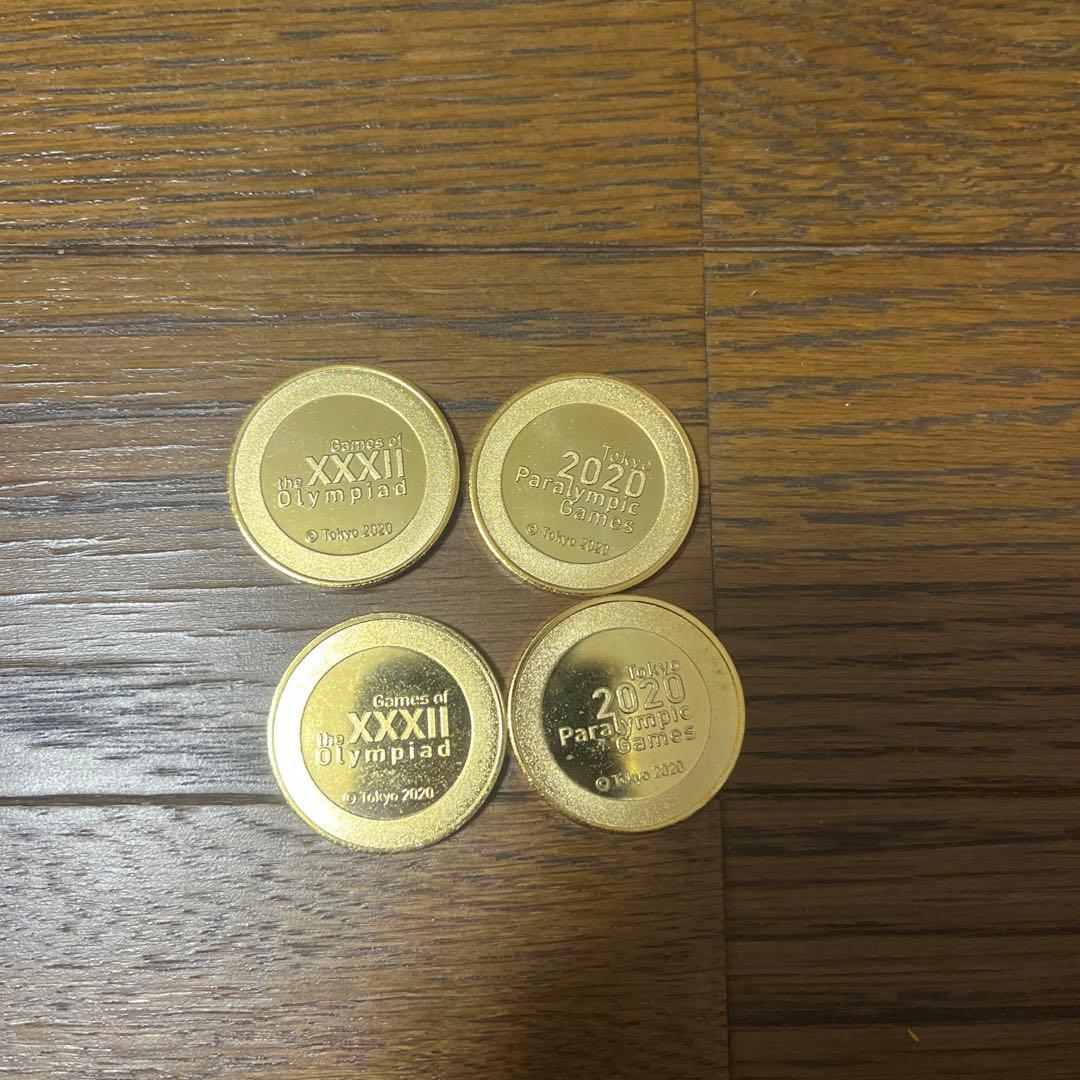 Games of
the XXXII
Olympiad
© Tokyo 2020
Tokyo
2020
Paralympic
Games
© Tokyo 2020
Games of
the XXXII
Olympiad
© Tokyo 2020
Tokyo
2020
Paralympic
Games
© Tokyo 2020